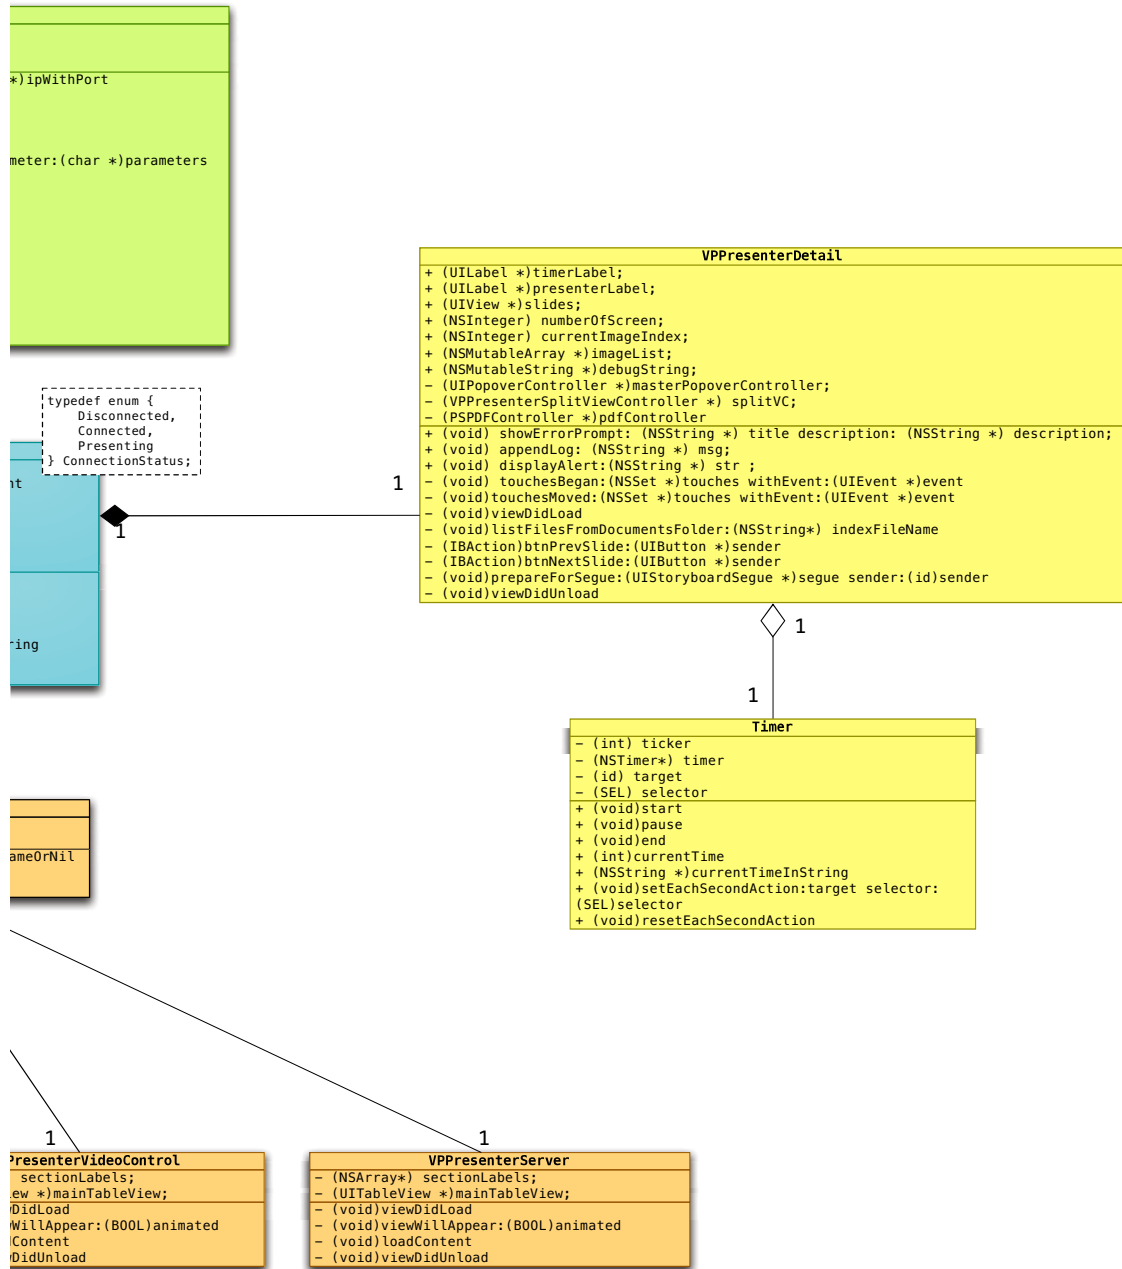 *)ipWithPort
meter:(char *)parameters
VPPresenterDetail
+ (UILabel *)timerLabel;
+ (UILabel *)presenterLabel;
+ (UIView *)slides;
+ (NSInteger) numberOfScreen;
+ (NSInteger) currentImageIndex;
+ (NSMutableArray *)imageList;
+ (NSMutableString *)debugString;
− (UIPopoverController *)masterPopoverController;
− (VPPresenterSplitViewController *) splitVC;
− (PSPDFController *)pdfController
+ (void) showErrorPrompt: (NSString *) title description: (NSString *) description;
+ (void) appendLog: (NSString *) msg;
+ (void) displayAlert:(NSString *) str ;
− (void) touchesBegan:(NSSet *)touches withEvent:(UIEvent *)event
− (void)touchesMoved:(NSSet *)touches withEvent:(UIEvent *)event
− (void)viewDidLoad
− (void)listFilesFromDocumentsFolder:(NSString*) indexFileName
− (IBAction)btnPrevSlide:(UIButton *)sender
− (IBAction)btnNextSlide:(UIButton *)sender
− (void)prepareForSegue:(UIStoryboardSegue *)segue sender:(id)sender
− (void)viewDidUnload
typedef enum {
Disconnected,
Connected,
Presenting
} ConnectionStatus;
nt
1
1
ring
1
1
Timer
− (int) ticker
− (NSTimer*) timer
− (id) target
− (SEL) selector
+ (void)start
+ (void)pause
+ (void)end
+ (int)currentTime
+ (NSString *)currentTimeInString
+ (void)setEachSecondAction:target selector:
(SEL)selector
+ (void)resetEachSecondAction
ameOrNil
1
1
PresenterVideoControl
sectionLabels;
iew *)mainTableView;
wDidLoad
wWillAppear:(BOOL)animated
dContent
wDidUnload
VPPresenterServer
− (NSArray*) sectionLabels;
− (UITableView *)mainTableView;
− (void)viewDidLoad
− (void)viewWillAppear:(BOOL)animated
− (void)loadContent
− (void)viewDidUnload